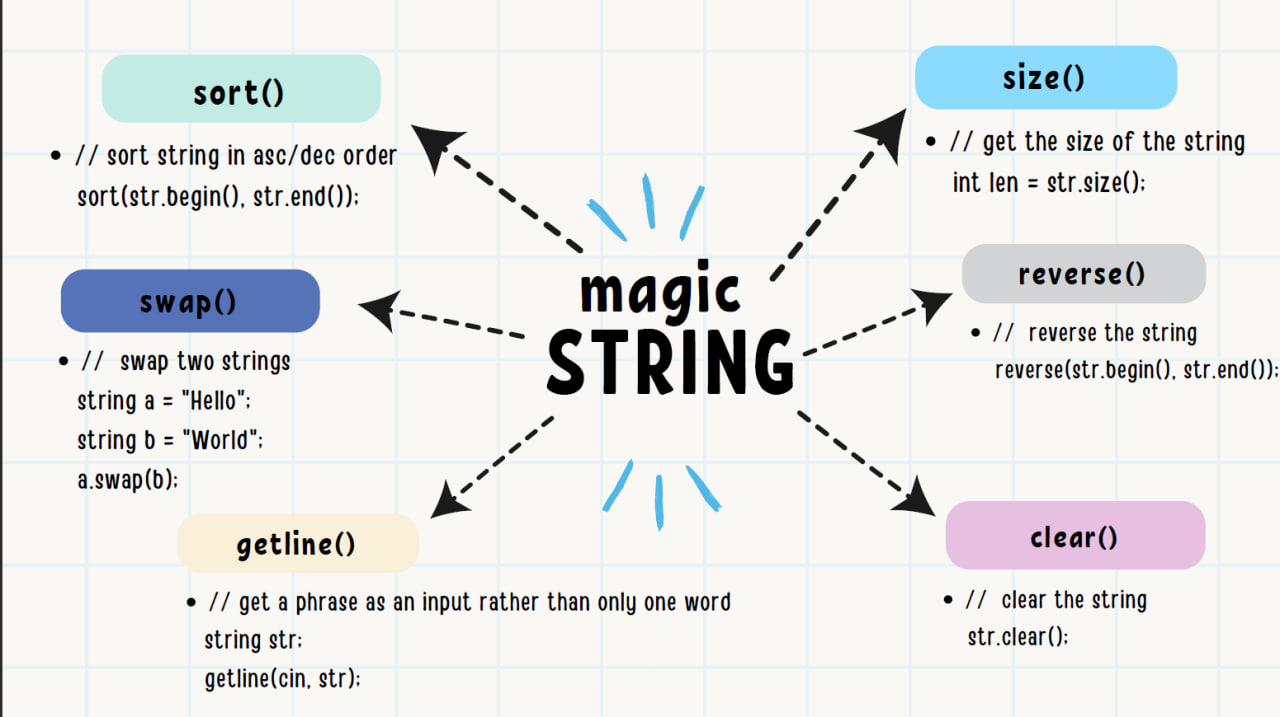 sort()
• // sort string in asc/dec order
sort(str.begin(), str.end());
swap()
• // swap two strings
string a = "Hello";
string b = "World";
a.swap(b);
getline()
• // get a phrase as an input rather than only one word
string str;
getline(cin, str);
magic
STRING
size()
• // get the size of the string
int len = str.size();
reverse()
• // reverse the string
reverse(str.begin(), str.end());
clear()
• // clear the string
str.clear();